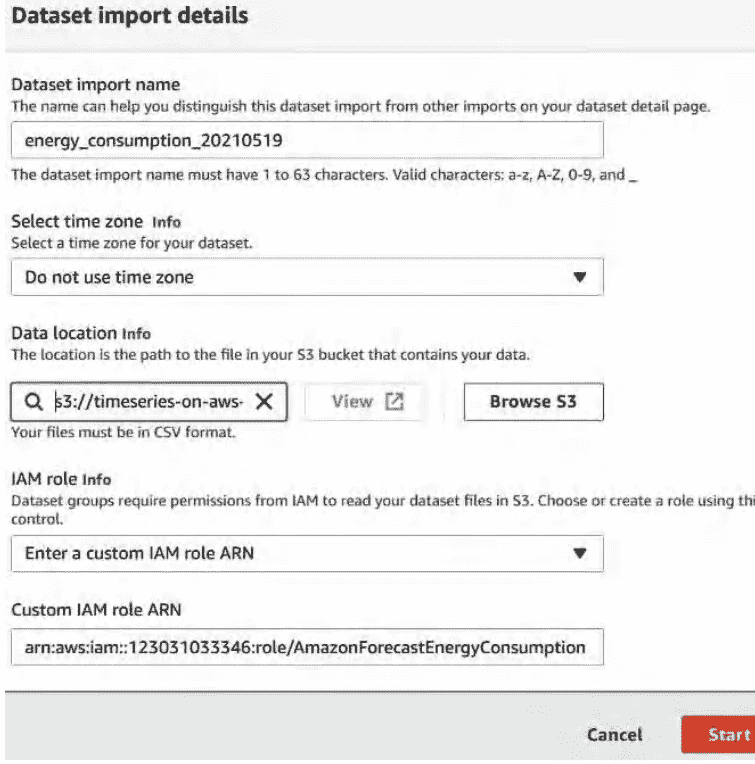 Dataset import details
Dataset import name
The name can help you distinguish this dataset import from other imports on your dataset detail page.
energy_consumption_20210519
The dataset import name must have 1 to 63 characters. Valid characters: a-z, A-Z, 0-9, and _
Select time zone Info
Select a time zone for your dataset.
Do not use time zone
Data location Info
The location is the path to the file in your S3 bucket that contains your data.
s3://timeseries-on-aws- View Browse S3
Your files must be in CSV format.
IAM role Info
Dataset groups require permissions from IAM to read your dataset files in S3. Choose or create a role using thi
control.
Enter a custom IAM role ARN
Custom IAM role ARN
arn:aws:iam::123031033346:role/AmazonForecastEnergyConsumption
Cancel Start